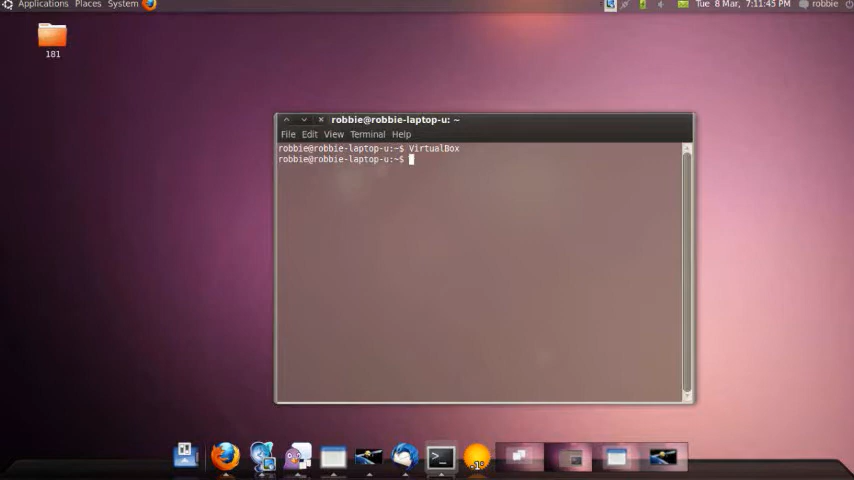 Applications Places System
Tue 8 Mar, 7:11:45 PM robbie
181
robbie@robbie-laptop-u: ~
File Edit View Terminal Help
robbie@robbie-laptop-u:~$ VirtualBox
robbie@robbie-laptop-u:~$
>_